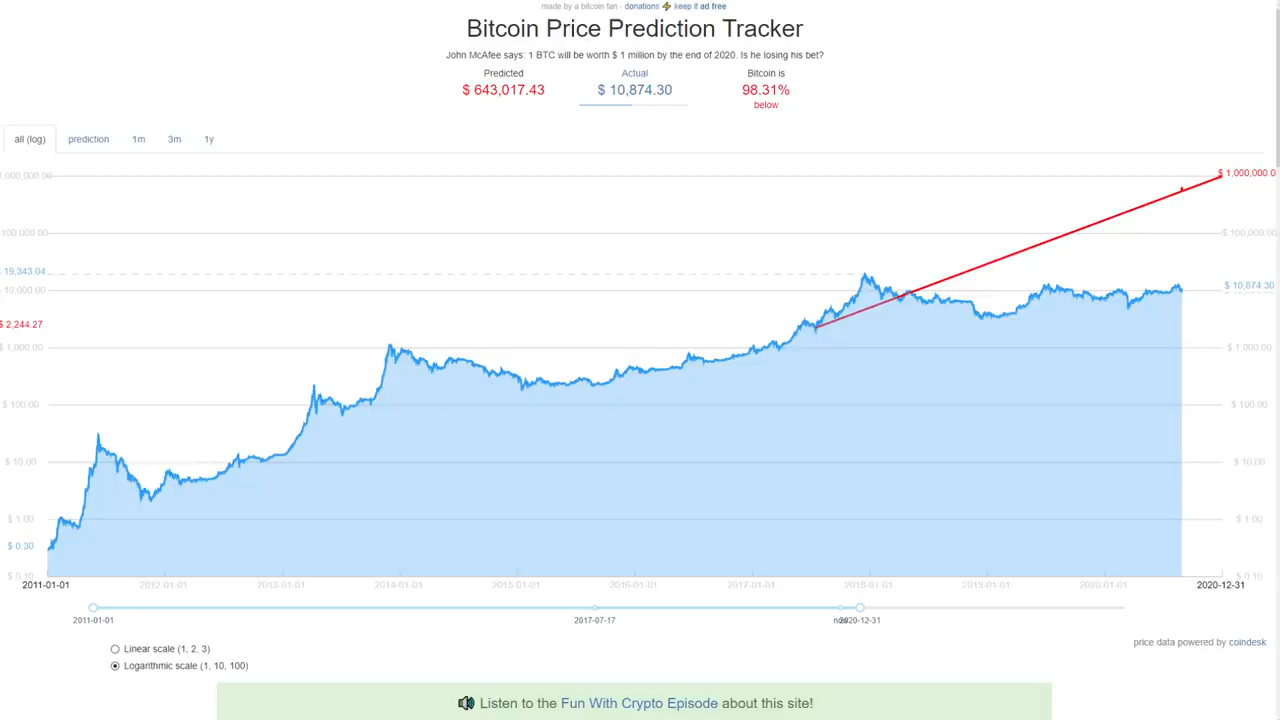 made by a bitcoin fan - donations ⚡ keep it ad free
Bitcoin Price Prediction Tracker
John McAfee says: 1 BTC will be worth $ 1 million by the end of 2020. Is he losing his bet?
Predicted Actual Bitcoin is
$ 643,017.43 $ 10,874.30 98.31%
below
all (log) prediction 1m 3m 1y
$ 1,000,000.0
,000,000.00
100,000.00 $ 100,000.00
19,343.04
10,000.00 $ 10,874.30
$ 2,244.27
$ 1,000.00 $ 1,000.00
$ 100.00 $ 100.00
$ 10.00 $ 10.00
$ 1.00 $ 1.00
$ 0.30
$ 0.10 $ 0.10
2011-01-01 2012-01-01 2013-01-01 2014-01-01 2015-01-01 2016-01-01 2017-01-01 2018-01-01 2019-01-01 2020-01-01 2020-12-31
2011-01-01 2017-07-17 2020-12-31
price data powered by coindesk
Linear scale (1, 2, 3)
Logarithmic scale (1, 10, 100)
Listen to the Fun With Crypto Episode about this site!